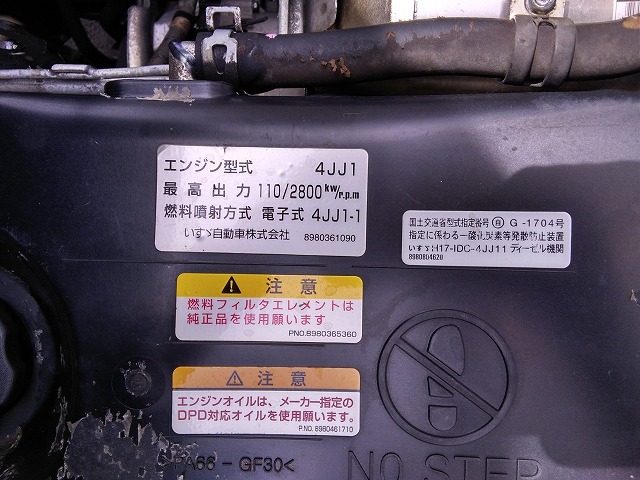 エンジン型式 4JJ1
最高出力 110/2800 kW/r.p.m
燃料噴射方式 電子式 4JJ1-1
いすゞ自動車株式会社 8980361090
国土交通省型式指定番号 自 G-1704号
指定に係わる一酸化炭素等発散防止装置
いすゞH17-IDC-4JJ11 ディーゼル機関
8980804620
注意
燃料フィルタエレメントは
純正品を使用願います
PNO.8980365360
注意
エンジンオイルは、メーカー指定の
DPD対応オイルを使用願います。
P.NO. 8980461710
>PA66-GF30<
NO STEP